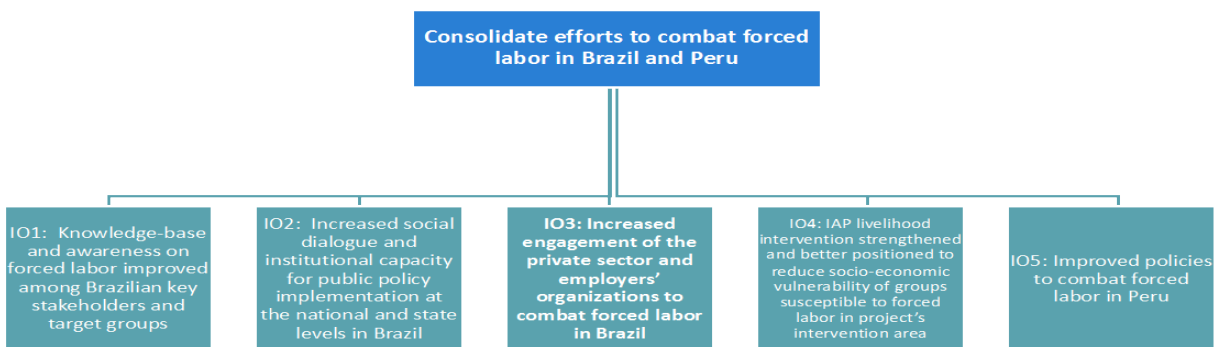 Consolidate efforts to combat forced
labor in Brazil and Peru
IO1:  Knowledge-base
and awareness on
forced labor improved
among Brazilian key
stakeholders and
target groups
IO2:  Increased social
dialogue and
institutional capacity
for public policy
implementation at
the national and state
levels in Brazil
IO3: Increased
engagement of the
private sector and
employers’
organizations to
combat forced labor
in Brazil
IO4: IAP livelihood
intervention strengthened
and better positioned to
reduce socio-economic
vulnerability of groups
susceptible to forced
labor in project’s
intervention area
IO5: Improved policies
to combat forced
labor in Peru